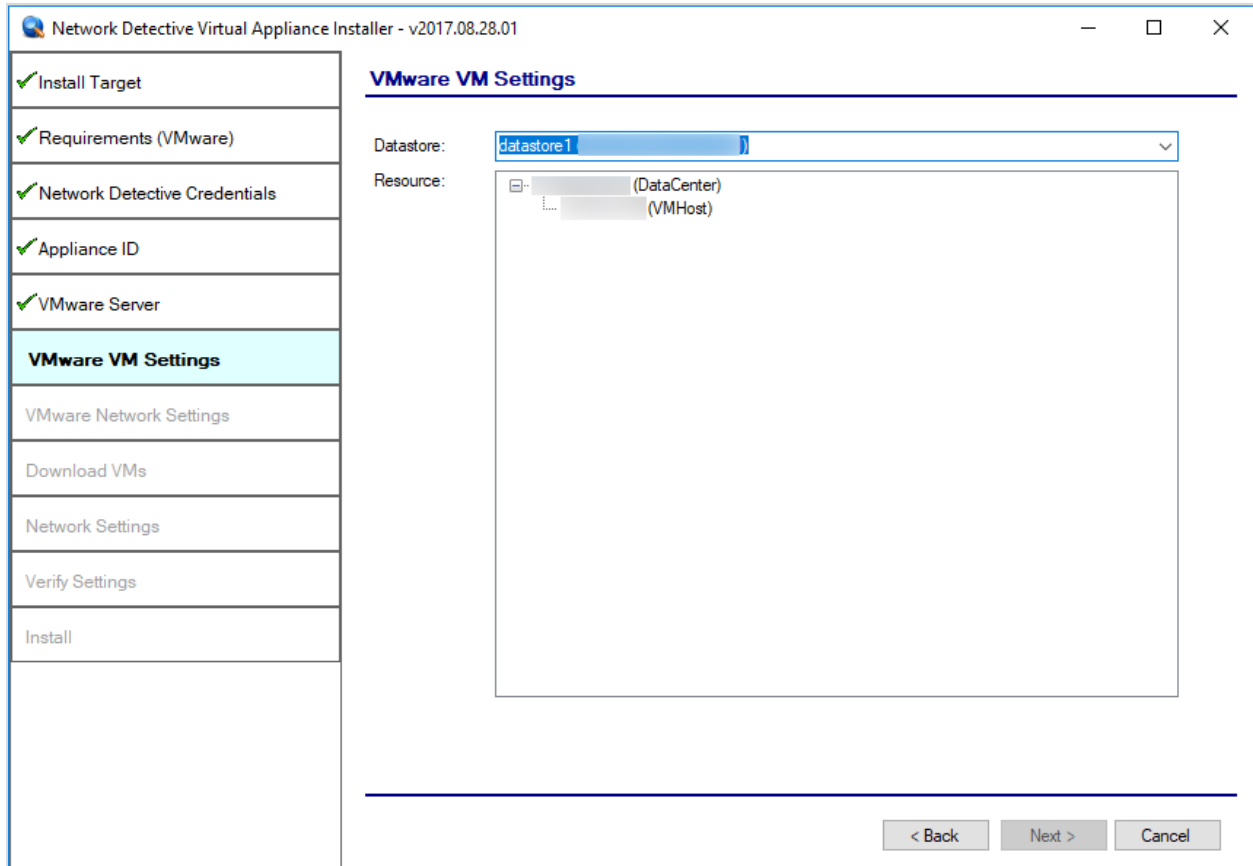 Network Detective Virtual Appliance Installer - v2017.08.28.01
Install Target
Requirements (VMware)
Network Detective Credentials
Appliance ID
VMware Server
VMware VM Settings
VMware Network Settings
Download VMs
Network Settings
Verify Settings
Install
VMware VM Settings
Datastore:
datastore1 ( )
Resource:
(DataCenter)
(VMHost)
< Back
Next >
Cancel